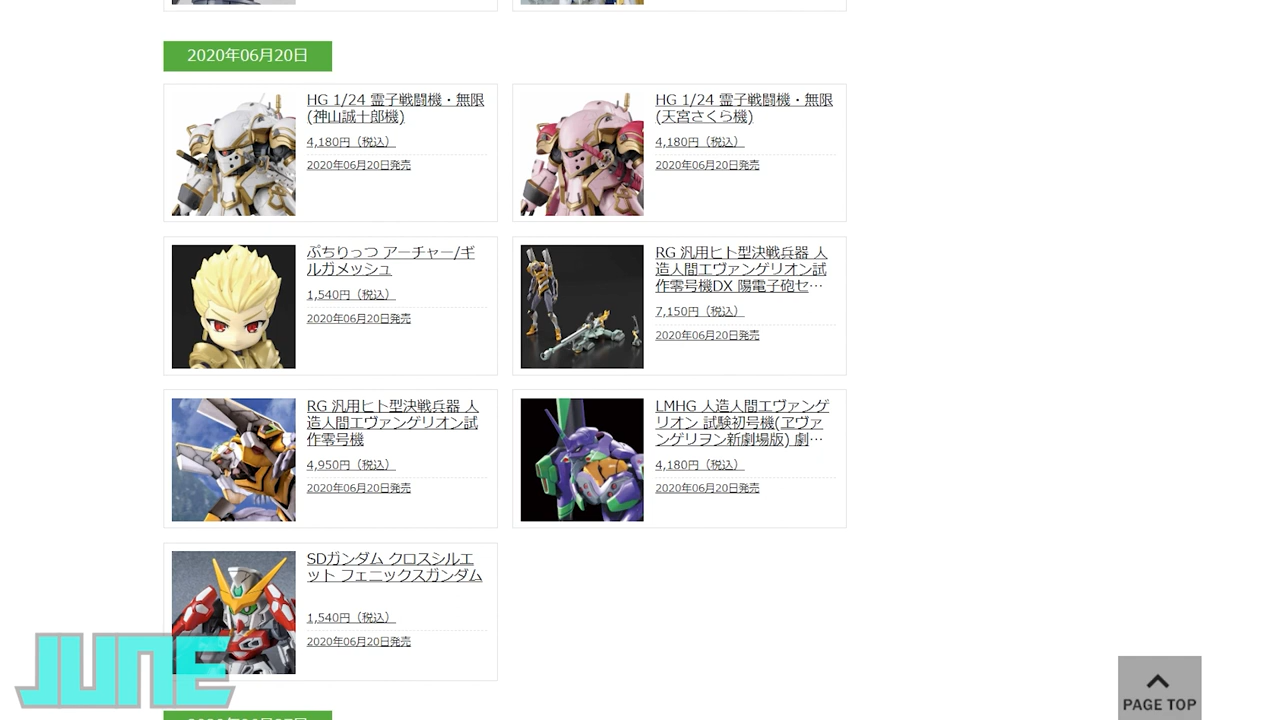 2020年06月20日
HG 1/24 霊子戦闘機・無限
(神山誠十郎機)
4,180円（税込）
2020年06月20日発売
HG 1/24 霊子戦闘機・無限
(天宮さくら機)
4,180円（税込）
2020年06月20日発売
ぷちりっつ アーチャー/ギ
ルガメッシュ
1,540円（税込）
2020年06月20日発売
RG 汎用ヒト型決戦兵器 人
造人間エヴァンゲリオン試
作零号機DX 陽電子砲セ…
7,150円（税込）
2020年06月20日発売
RG 汎用ヒト型決戦兵器 人
造人間エヴァンゲリオン試
作零号機
4,950円（税込）
2020年06月20日発売
LMHG 人造人間エヴァンゲ
リオン 試験初号機(ヱヴァ
ンゲリヲン新劇場版) 劇…
4,180円（税込）
2020年06月20日発売
SDガンダム クロスシルエ
ット フェニックスガンダム
1,540円（税込）
2020年06月20日発売
JUNE
PAGE TOP